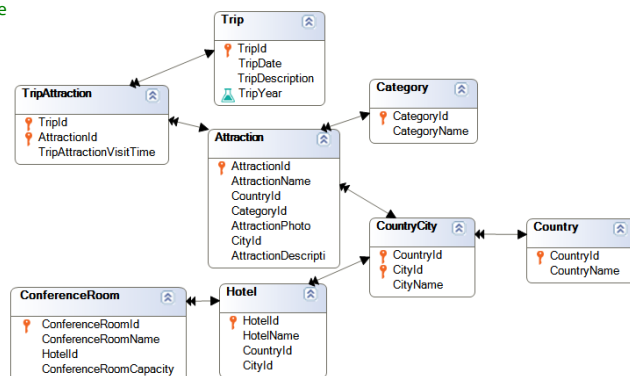 e
Trip
TripId
TripDate
TripDescription
TripYear
TripAttraction
TripId
AttractionId
TripAttractionVisitTime
Category
CategoryId
CategoryName
Attraction
AttractionId
AttractionName
CountryId
CategoryId
AttractionPhoto
CityId
AttractionDescripti
CountryCity
CountryId
CityId
CityName
Country
CountryId
CountryName
ConferenceRoom
ConferenceRoomId
ConferenceRoomName
HotelId
ConferenceRoomCapacity
Hotel
HotelId
HotelName
CountryId
CityId